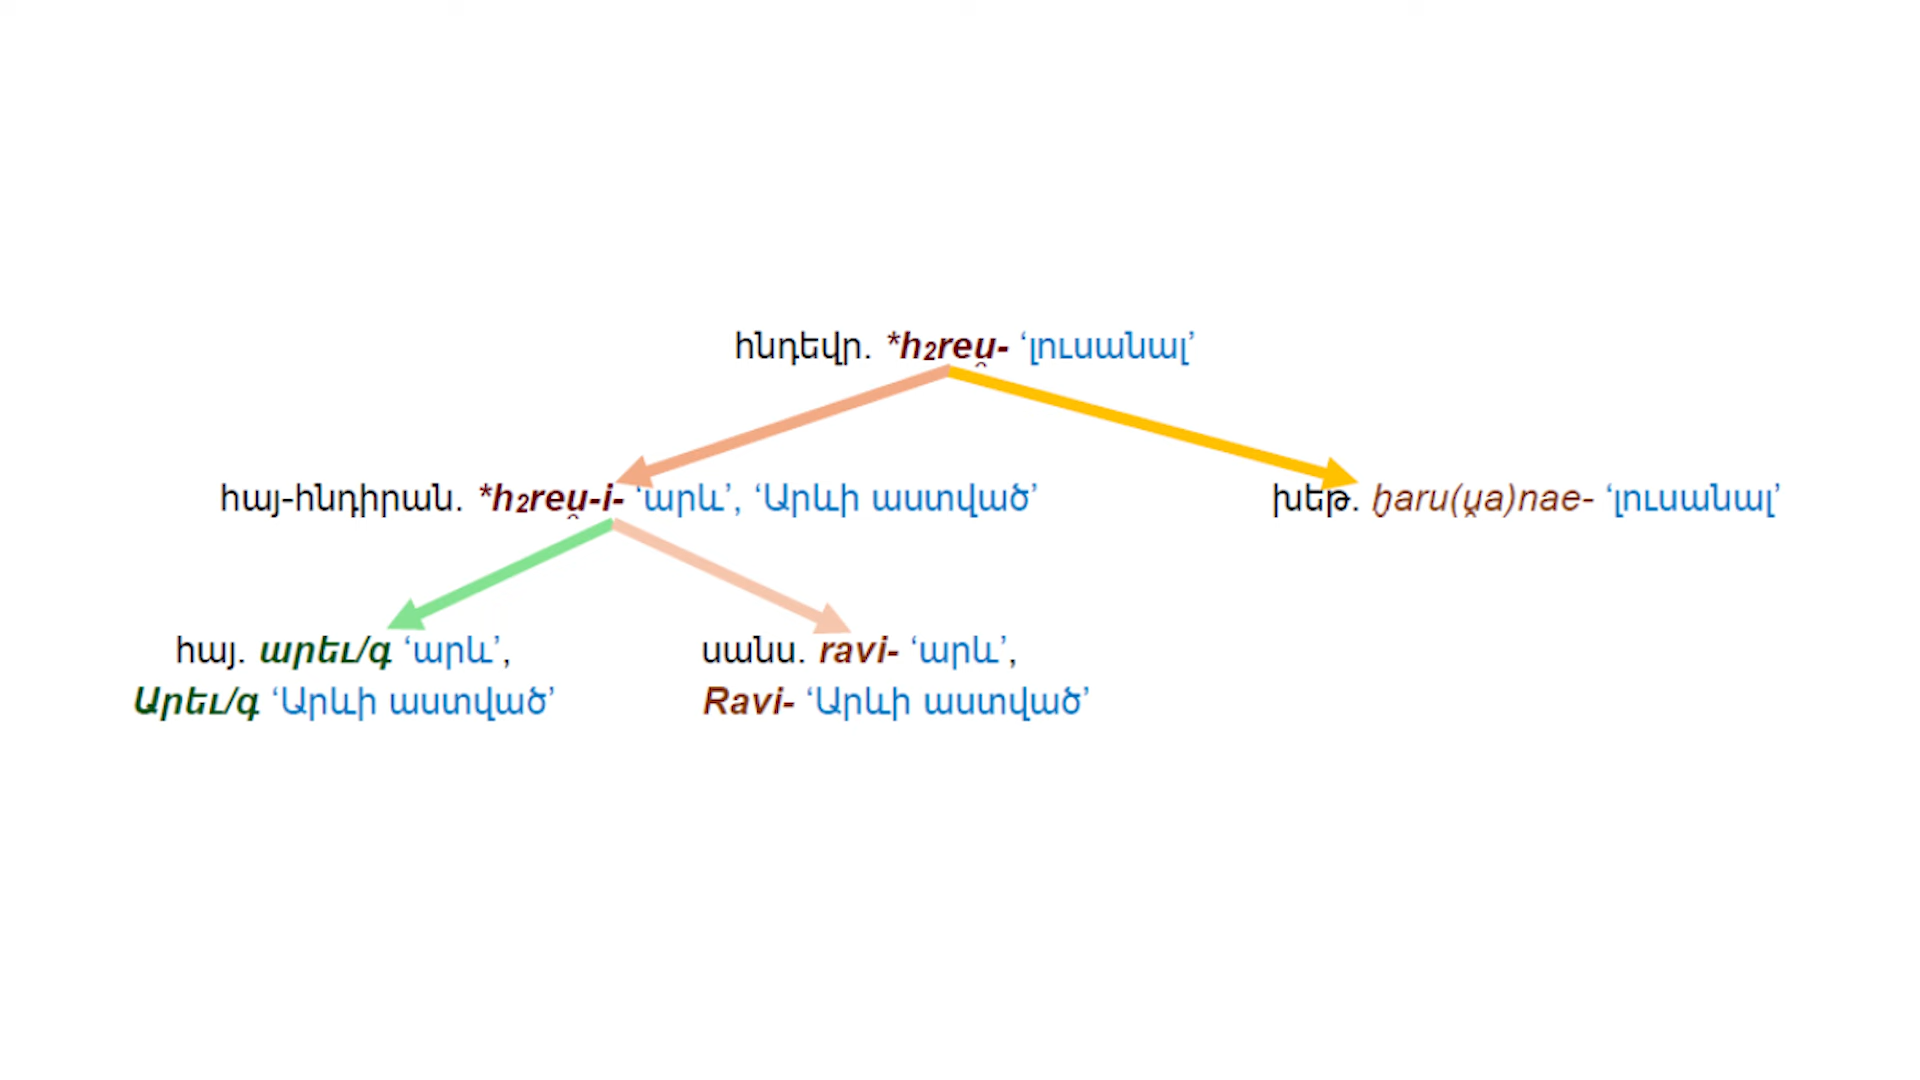 հնդեվր. *h₂reu̯- ‘լուսանալ’
հայ-հնդիրան. *h₂reu̯-i- ‘արև’, ‘Արևի աստված’
խեթ. ḫaru(u̯a)nae- ‘լուսանալ’
հայ. արեւ/գ ‘արև’,
Արեւ/գ ‘Արևի աստված’
սանս. ravi- ‘արև’,
Ravi- ‘Արևի աստված’